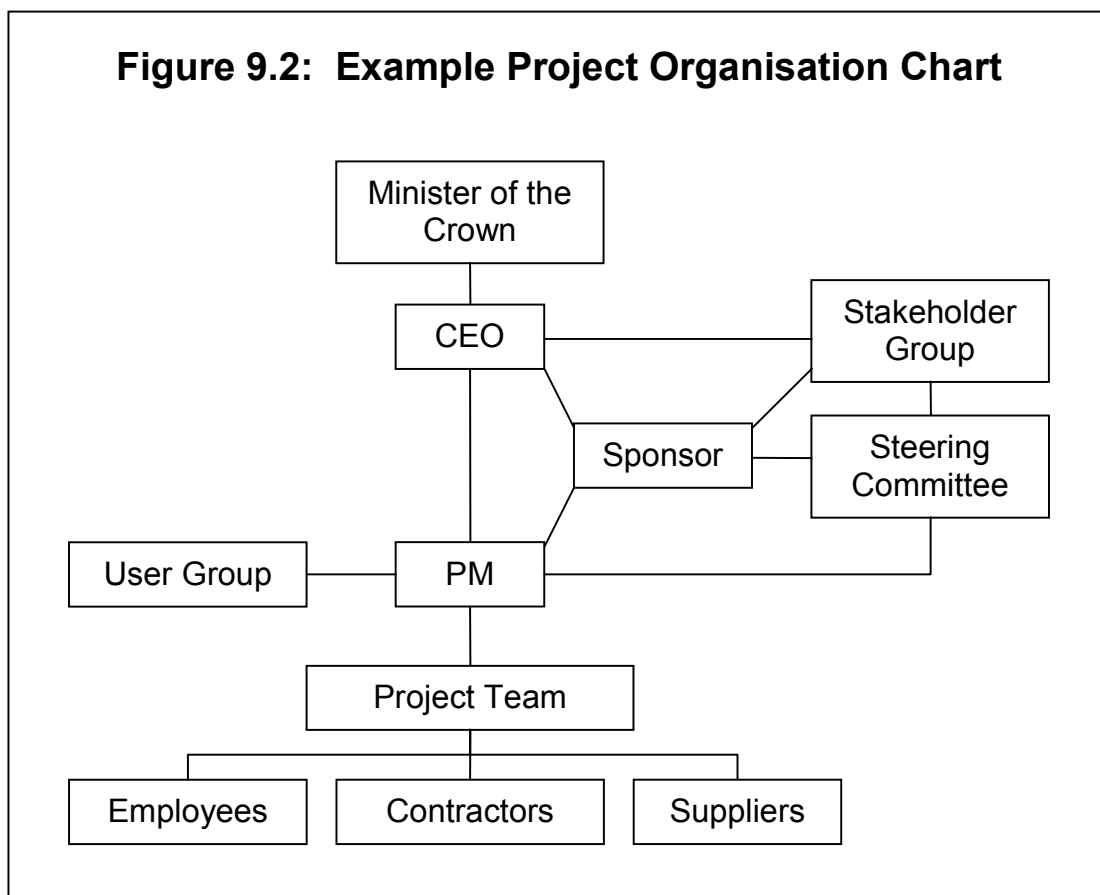 Figure 9.2:  Example Project Organisation Chart
Minister of the
Crown
CEO
Stakeholder
Group
Sponsor
Steering
Committee
User Group
PM
Project Team
Employees
Contractors
Suppliers